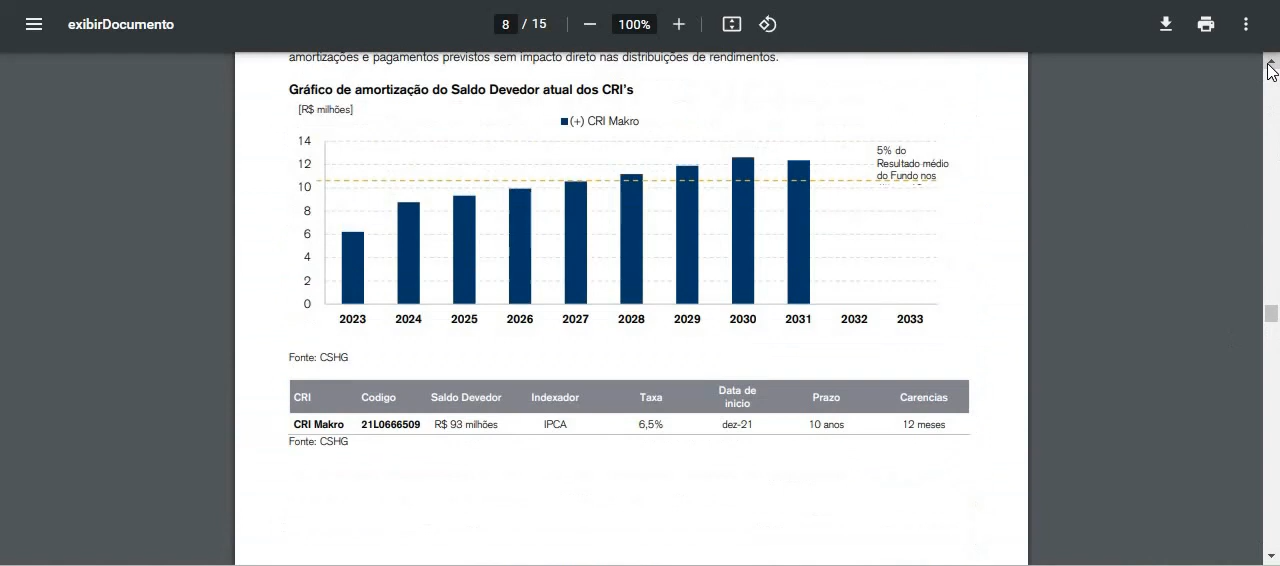 exibirDocumento
8 / 15
100%
amortizações e pagamentos previstos sem impacto direto nas distribuições de rendimentos.
Gráfico de amortização do Saldo Devedor atual dos CRI's
[R$ milhões]
(+) CRI Makro
14
12
10
8
6
4
2
0
5% do
Resultado médio
do Fundo nos
2023 2024 2025 2026 2027 2028 2029 2030 2031 2032 2033
Fonte: CSHG
CRI Codigo Saldo Devedor Indexador Taxa Data de inicio Prazo Carencias
CRI Makro 21L0666509 R$ 93 milhões IPCA 6,5% dez-21 10 anos 12 meses
Fonte: CSHG